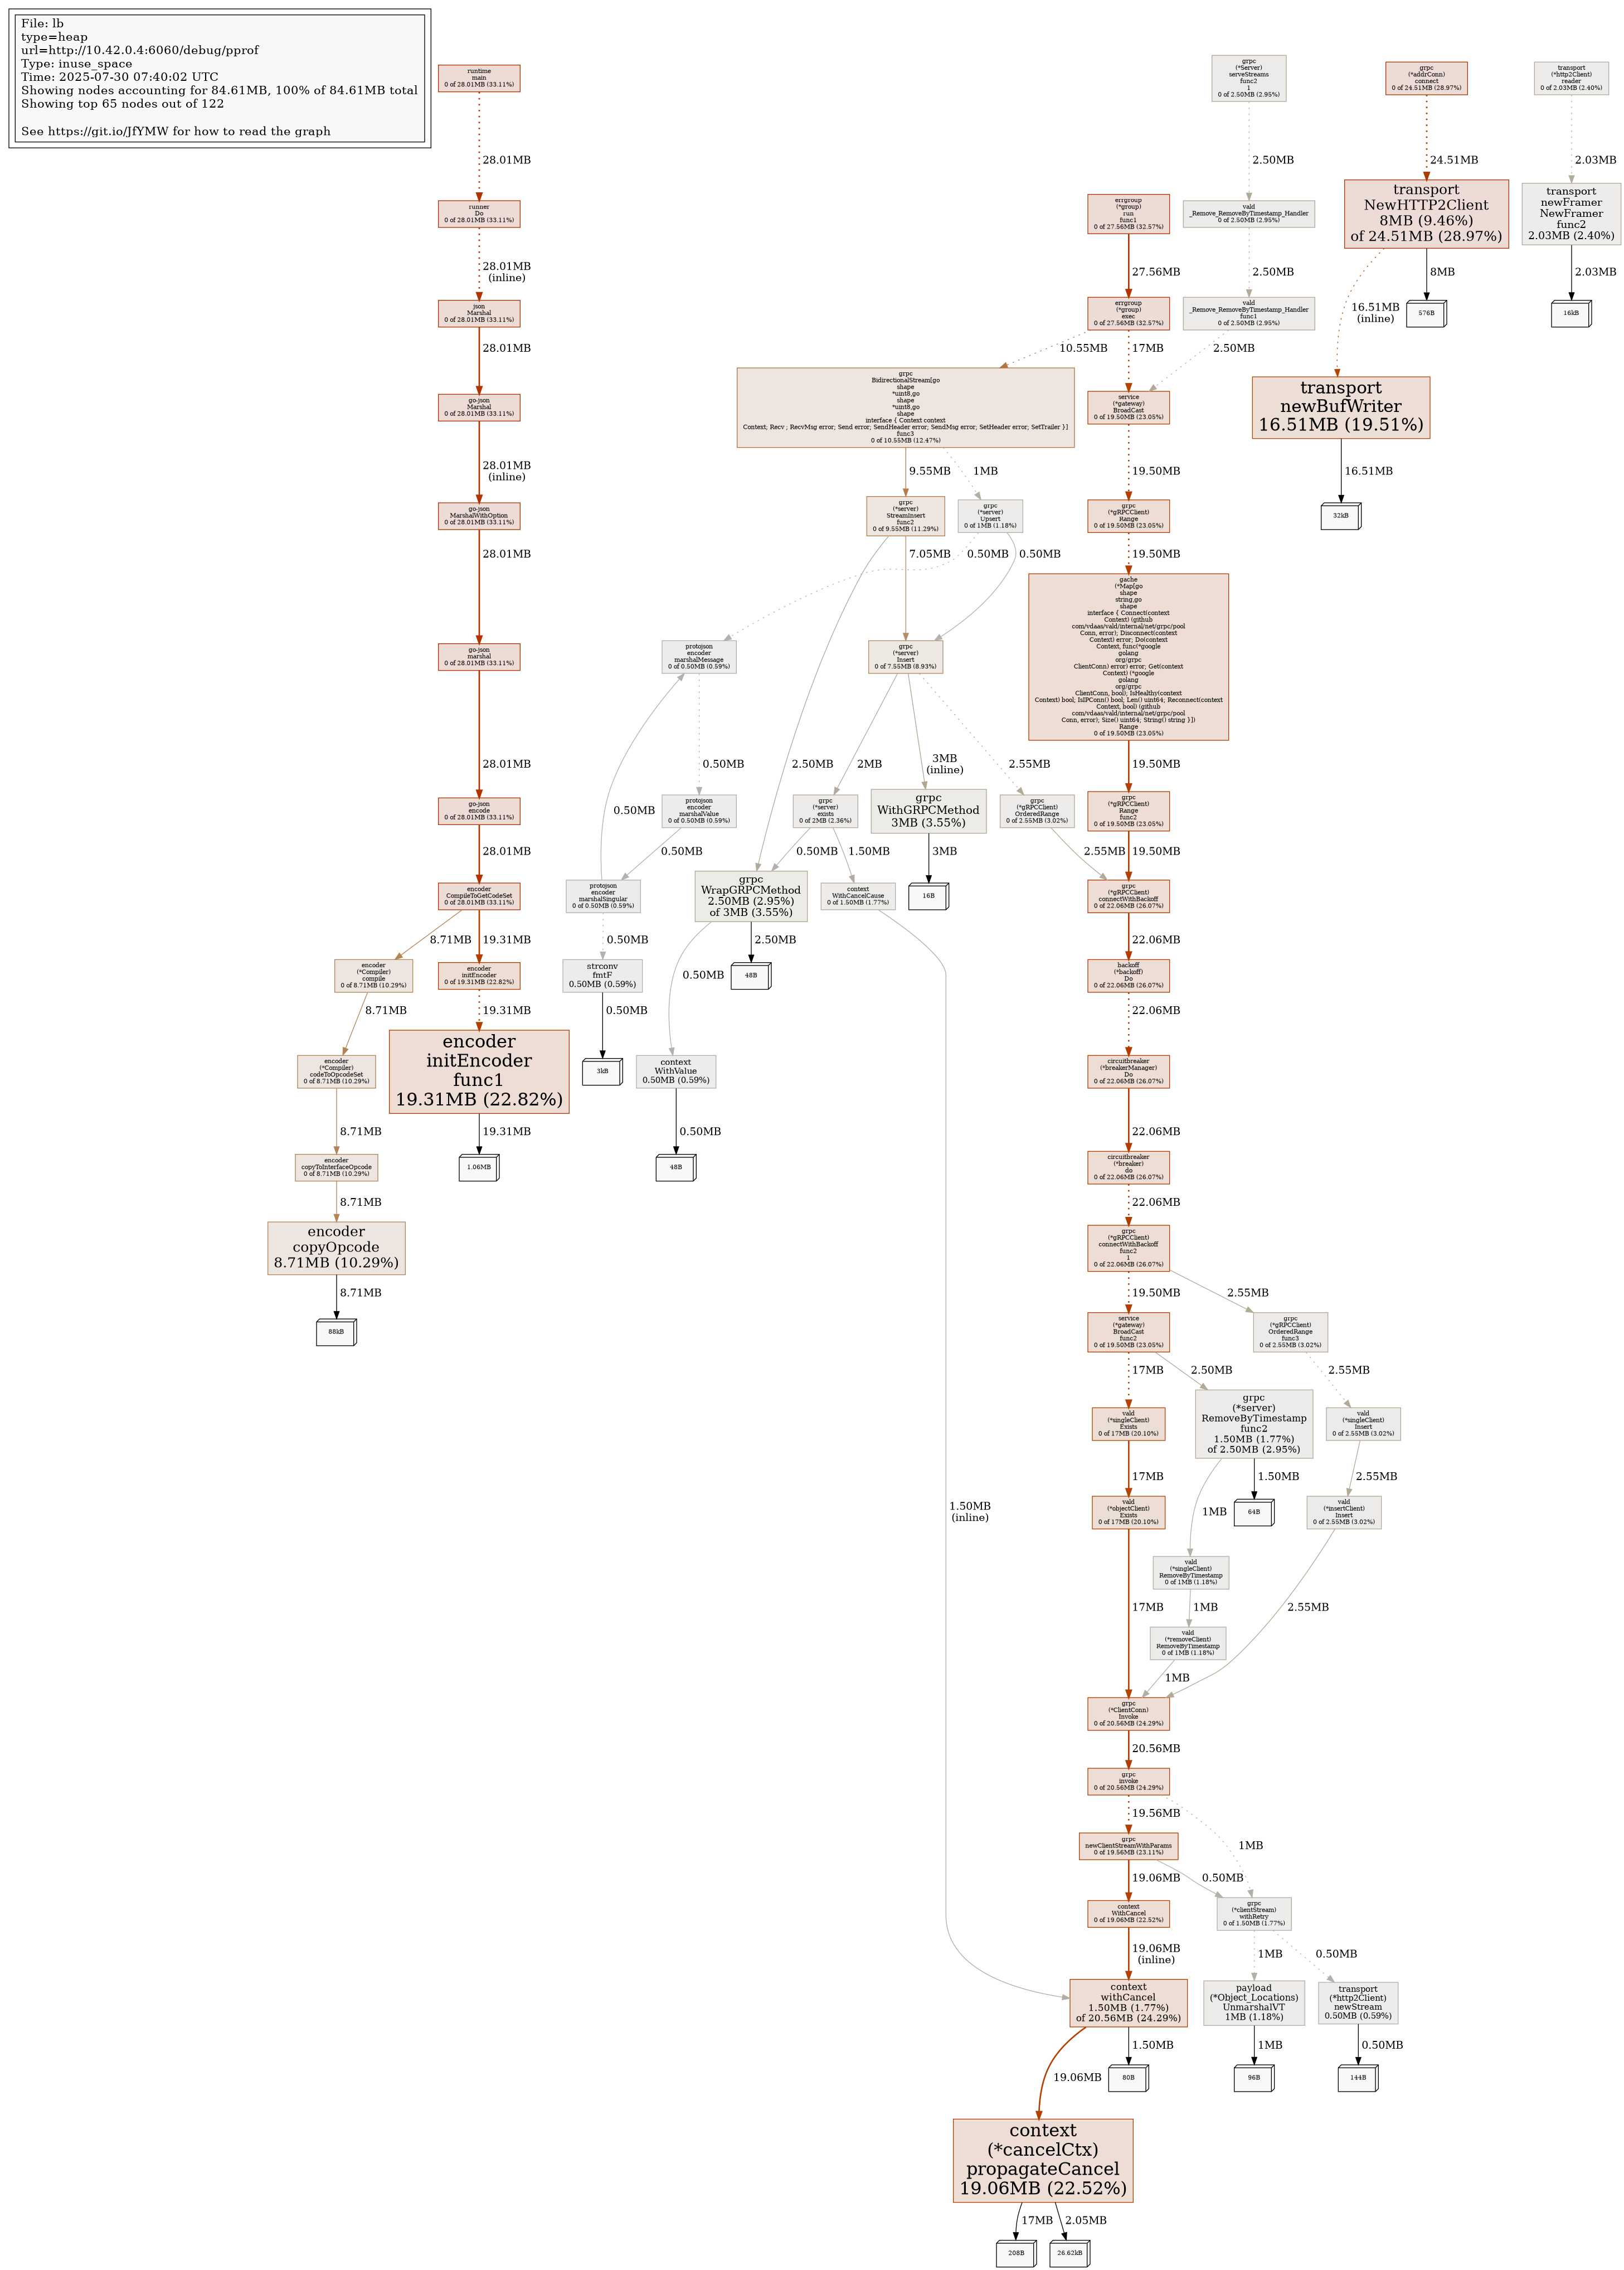 File: lb
type=heap
url=http://10.42.0.4:6060/debug/pprof
Type: inuse_space
Time: 2025-07-30 07:40:02 UTC
Showing nodes accounting for 84.61MB, 100% of 84.61MB total
Showing top 65 nodes out of 122
See https://git.io/JfYMW for how to read the graph
runtime
main
0 of 28.01MB (33.11%)
28.01MB
runner
Do
0 of 28.01MB (33.11%)
28.01MB
(inline)
json
Marshal
0 of 28.01MB (33.11%)
28.01MB
go-json
Marshal
0 of 28.01MB (33.11%)
28.01MB
(inline)
go-json
MarshalWithOption
0 of 28.01MB (33.11%)
28.01MB
go-json
marshal
0 of 28.01MB (33.11%)
28.01MB
go-json
encode
0 of 28.01MB (33.11%)
28.01MB
encoder
CompileToGetCodeSet
0 of 28.01MB (33.11%)
8.71MB
19.31MB
encoder
(*Compiler)
compile
0 of 8.71MB (10.29%)
encoder
initEncoder
0 of 19.31MB (22.82%)
8.71MB
19.31MB
encoder
(*Compiler)
codeToOpcodeSet
0 of 8.71MB (10.29%)
encoder
initEncoder
func1
19.31MB (22.82%)
8.71MB
19.31MB
encoder
copyToInterfaceOpcode
0 of 8.71MB (10.29%)
1.06MB
8.71MB
encoder
copyOpcode
8.71MB (10.29%)
8.71MB
88kB
grpc
(*Server)
serveStreams
func2
1
0 of 2.50MB (2.95%)
2.50MB
vald
_Remove_RemoveByTimestamp_Handler
0 of 2.50MB (2.95%)
2.50MB
vald
_Remove_RemoveByTimestamp_Handler
func1
0 of 2.50MB (2.95%)
2.50MB
grpc
(*addrConn)
connect
0 of 24.51MB (28.97%)
24.51MB
transport
NewHTTP2Client
8MB (9.46%)
of 24.51MB (28.97%)
16.51MB
(inline)
8MB
576B
transport
newBufWriter
16.51MB (19.51%)
16.51MB
32kB
transport
(*http2Client)
reader
0 of 2.03MB (2.40%)
2.03MB
transport
newFramer
NewFramer
func2
2.03MB (2.40%)
2.03MB
16kB
errgroup
(*group)
run
func1
0 of 27.56MB (32.57%)
27.56MB
errgroup
(*group)
exec
0 of 27.56MB (32.57%)
10.55MB
17MB
grpc
BidirectionalStream[go
shape
*uint8,go
shape
*uint8,go
shape
interface { Context context
Context; Recv ; RecvMsg error; Send error; SendHeader error; SendMsg error; SetHeader error; SetTrailer }]
func3
0 of 10.55MB (12.47%)
9.55MB
1MB
grpc
(*server)
StreamInsert
func2
0 of 9.55MB (11.29%)
grpc
(*server)
Upsert
0 of 1MB (1.18%)
7.05MB
0.50MB
0.50MB
2.50MB
protojson
encoder
marshalMessage
0 of 0.50MB (0.59%)
0.50MB
0.50MB
protojson
encoder
marshalValue
0 of 0.50MB (0.59%)
0.50MB
protojson
encoder
marshalSingular
0 of 0.50MB (0.59%)
0.50MB
strconv
fmtF
0.50MB (0.59%)
0.50MB
3kB
grpc
(*server)
Insert
0 of 7.55MB (8.93%)
2MB
3MB
(inline)
2.55MB
grpc
(*server)
exists
0 of 2MB (2.36%)
grpc
WithGRPCMethod
3MB (3.55%)
grpc
(*gRPCClient)
OrderedRange
0 of 2.55MB (3.02%)
0.50MB
1.50MB
3MB
2.55MB
16B
grpc
WrapGRPCMethod
2.50MB (2.95%)
of 3MB (3.55%)
context
WithCancelCause
0 of 1.50MB (1.77%)
0.50MB
2.50MB
48B
context
WithValue
0.50MB (0.59%)
0.50MB
48B
1.50MB
(inline)
service
(*gateway)
BroadCast
0 of 19.50MB (23.05%)
19.50MB
grpc
(*gRPCClient)
Range
0 of 19.50MB (23.05%)
19.50MB
gache
(*Map[go
shape
string,go
shape
interface { Connect(context
Context) (github
com/vdaas/vald/internal/net/grpc/pool
Conn, error); Disconnect(context
Context) error; Do(context
Context, func(*google
golang
org/grpc
ClientConn) error) error; Get(context
Context) (*google
golang
org/grpc
ClientConn, bool); IsHealthy(context
Context) bool; IsIPConn() bool; Len() uint64; Reconnect(context
Context, bool) (github
com/vdaas/vald/internal/net/grpc/pool
Conn, error); Size() uint64; String() string }])
Range
0 of 19.50MB (23.05%)
19.50MB
grpc
(*gRPCClient)
Range
func2
0 of 19.50MB (23.05%)
19.50MB
grpc
(*gRPCClient)
connectWithBackoff
0 of 22.06MB (26.07%)
22.06MB
backoff
(*backoff)
Do
0 of 22.06MB (26.07%)
22.06MB
circuitbreaker
(*breakerManager)
Do
0 of 22.06MB (26.07%)
22.06MB
circuitbreaker
(*breaker)
do
0 of 22.06MB (26.07%)
22.06MB
grpc
(*gRPCClient)
connectWithBackoff
func2
1
0 of 22.06MB (26.07%)
19.50MB
2.55MB
service
(*gateway)
BroadCast
func2
0 of 19.50MB (23.05%)
grpc
(*gRPCClient)
OrderedRange
func3
0 of 2.55MB (3.02%)
17MB
2.50MB
2.55MB
vald
(*singleClient)
Exists
0 of 17MB (20.10%)
grpc
(*server)
RemoveByTimestamp
func2
1.50MB (1.77%)
of 2.50MB (2.95%)
vald
(*singleClient)
Insert
0 of 2.55MB (3.02%)
17MB
1MB
1.50MB
2.55MB
vald
(*objectClient)
Exists
0 of 17MB (20.10%)
64B
vald
(*insertClient)
Insert
0 of 2.55MB (3.02%)
vald
(*singleClient)
RemoveByTimestamp
0 of 1MB (1.18%)
17MB
1MB
2.55MB
vald
(*removeClient)
RemoveByTimestamp
0 of 1MB (1.18%)
1MB
grpc
(*ClientConn)
Invoke
0 of 20.56MB (24.29%)
20.56MB
grpc
invoke
0 of 20.56MB (24.29%)
19.56MB
1MB
grpc
newClientStreamWithParams
0 of 19.56MB (23.11%)
19.06MB
0.50MB
context
WithCancel
0 of 19.06MB (22.52%)
grpc
(*clientStream)
withRetry
0 of 1.50MB (1.77%)
19.06MB
(inline)
1MB
0.50MB
context
withCancel
1.50MB (1.77%)
of 20.56MB (24.29%)
payload
(*Object_Locations)
UnmarshalVT
1MB (1.18%)
transport
(*http2Client)
newStream
0.50MB (0.59%)
19.06MB
1.50MB
1MB
0.50MB
80B
96B
144B
context
(*cancelCtx)
propagateCancel
19.06MB (22.52%)
17MB
2.05MB
208B
26.62kB